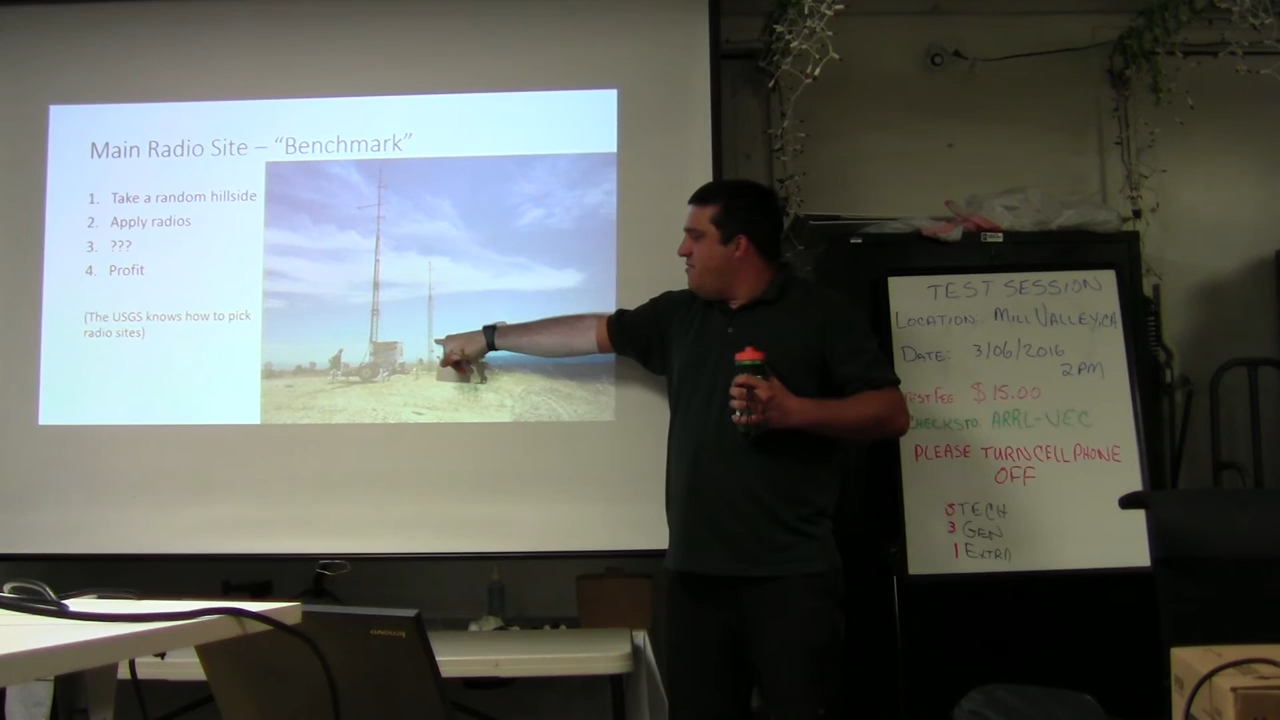 Main Radio Site – “Benchmark”
1. Take a random hillside
2. Apply radios
3. ???
4. Profit
(The USGS knows how to pick
radio sites)
TEST SESSION
LOCATION: MILL VALLEY, CA
DATE: 3/06/2016
2PM
TEST FEE $15.00
CHECKS TO: ARRL-VEC
PLEASE TURN CELL PHONE
OFF
5 TECH
3 GEN
1 EXTRA
lenovo